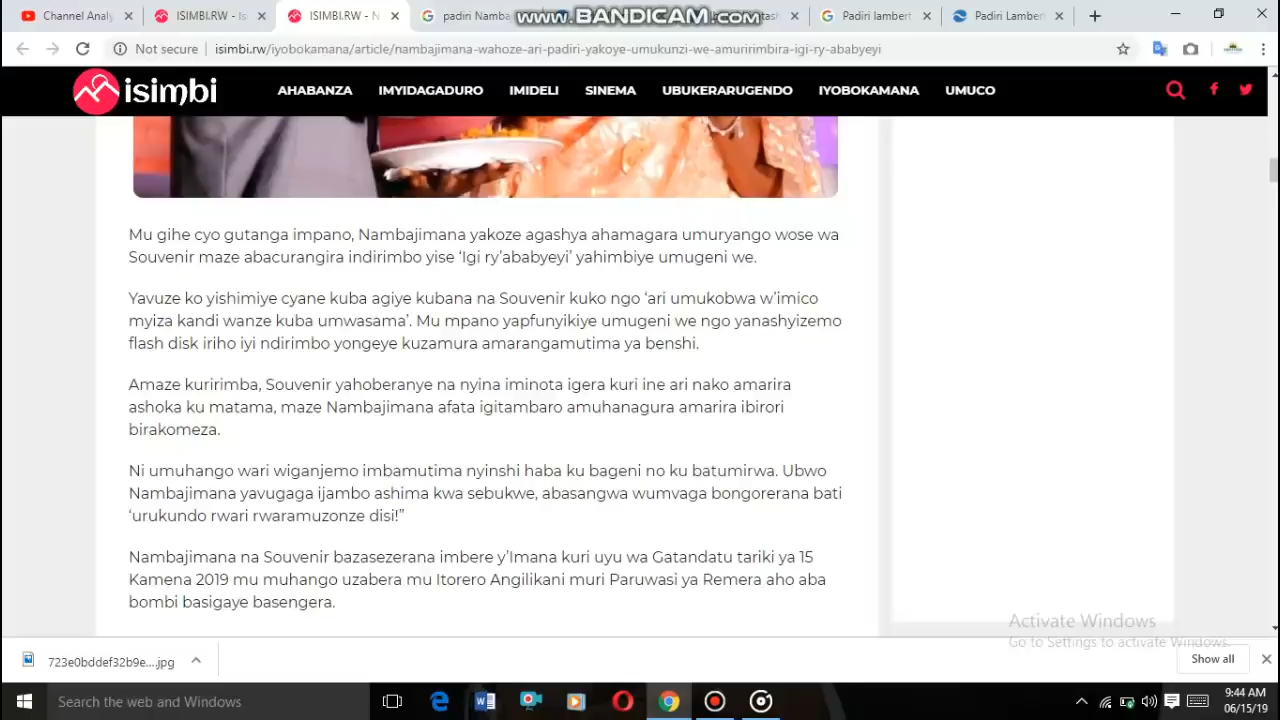 Channel Analy
ISIMBI.RW - Is
ISIMBI.RW - N
padiri Namba
www.BANDICAM.com
Padiri lambert
Padiri Lamber
Not secure
isimbi.rw/iyobokamana/article/nambajimana-wahoze-ari-padiri-yakoye-umukunzi-we-amuririmbira-igi-ry-ababyeyi
isimbi
AHABANZA IMYIDAGADURO IMIDELI SINEMA UBUKERARUGENDO IYOBOKAMANA UMUCO
Mu gihe cyo gutanga impano, Nambajimana yakoze agashya ahamagara umuryango wose wa
Souvenir maze abacurangira indirimbo yise ‘Igi ry’ababyeyi’ yahimbiye umugeni we.
Yavuze ko yishimiye cyane kuba agiye kubana na Souvenir kuko ngo ‘ari umukobwa w’imico
myiza kandi wanze kuba umwasama’. Mu mpano yapfunyikiye umugeni we ngo yanashyizemo
flash disk iriho iyi ndirimbo yongeye kuzamura amarangamutima ya benshi.
Amaze kuririmba, Souvenir yahoberanye na nyina iminota igera kuri ine ari nako amarira
ashoka ku matama, maze Nambajimana afata igitambaro amuhanagura amarira ibirori
birakomeza.
Ni umuhango wari wiganjemo imbamutima nyinshi haba ku bageni no ku batumirwa. Ubwo
Nambajimana yavugaga ijambo ashima kwa sebukwe, abasangwa wumvaga bongorerana bati
‘urukundo rwari rwaramuzonze disi!”
Nambajimana na Souvenir bazasezerana imbere y’Imana kuri uyu wa Gatandatu tariki ya 15
Kamena 2019 mu muhango uzabera mu Itorero Angilikani muri Paruwasi ya Remera aho aba
bombi basigaye basengera.
Activate Windows
Go to Settings to activate Windows.
723e0bddef32b9e....jpg
Show all
Search the web and Windows
9:44 AM
06/15/19